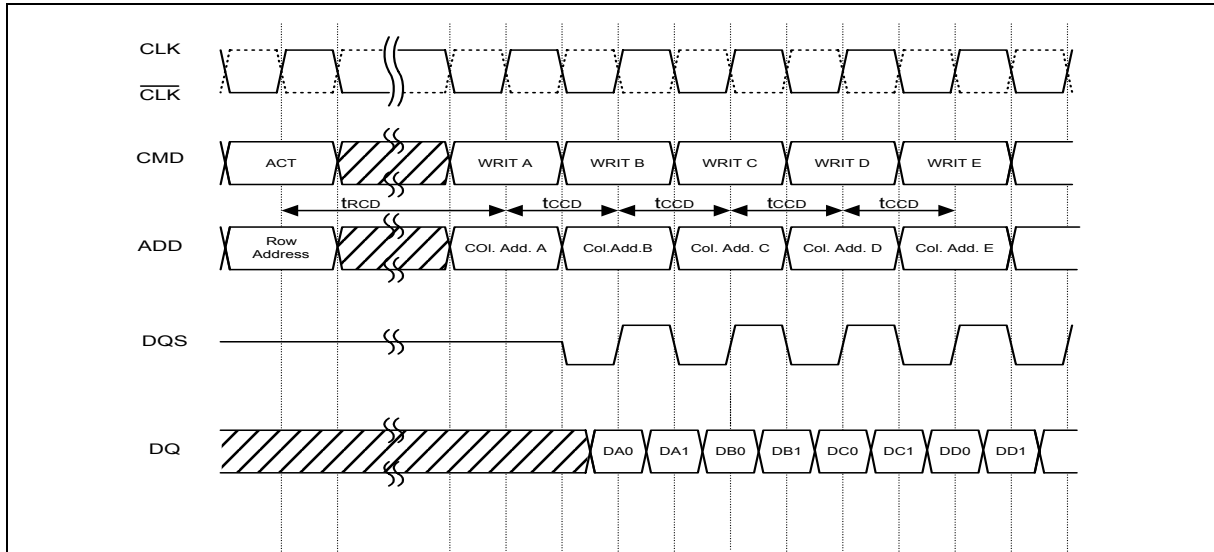 CLK
CLK
CMD ACT WRIT A WRIT B WRIT C WRIT D WRIT E
tRCD tCCD tCCD tCCD tCCD
ADD Row Address COl. Add. A Col.Add.B Col. Add. C Col. Add. D Col. Add. E
DQS
DQ DA0 DA1 DB0 DB1 DC0 DC1 DD0 DD1